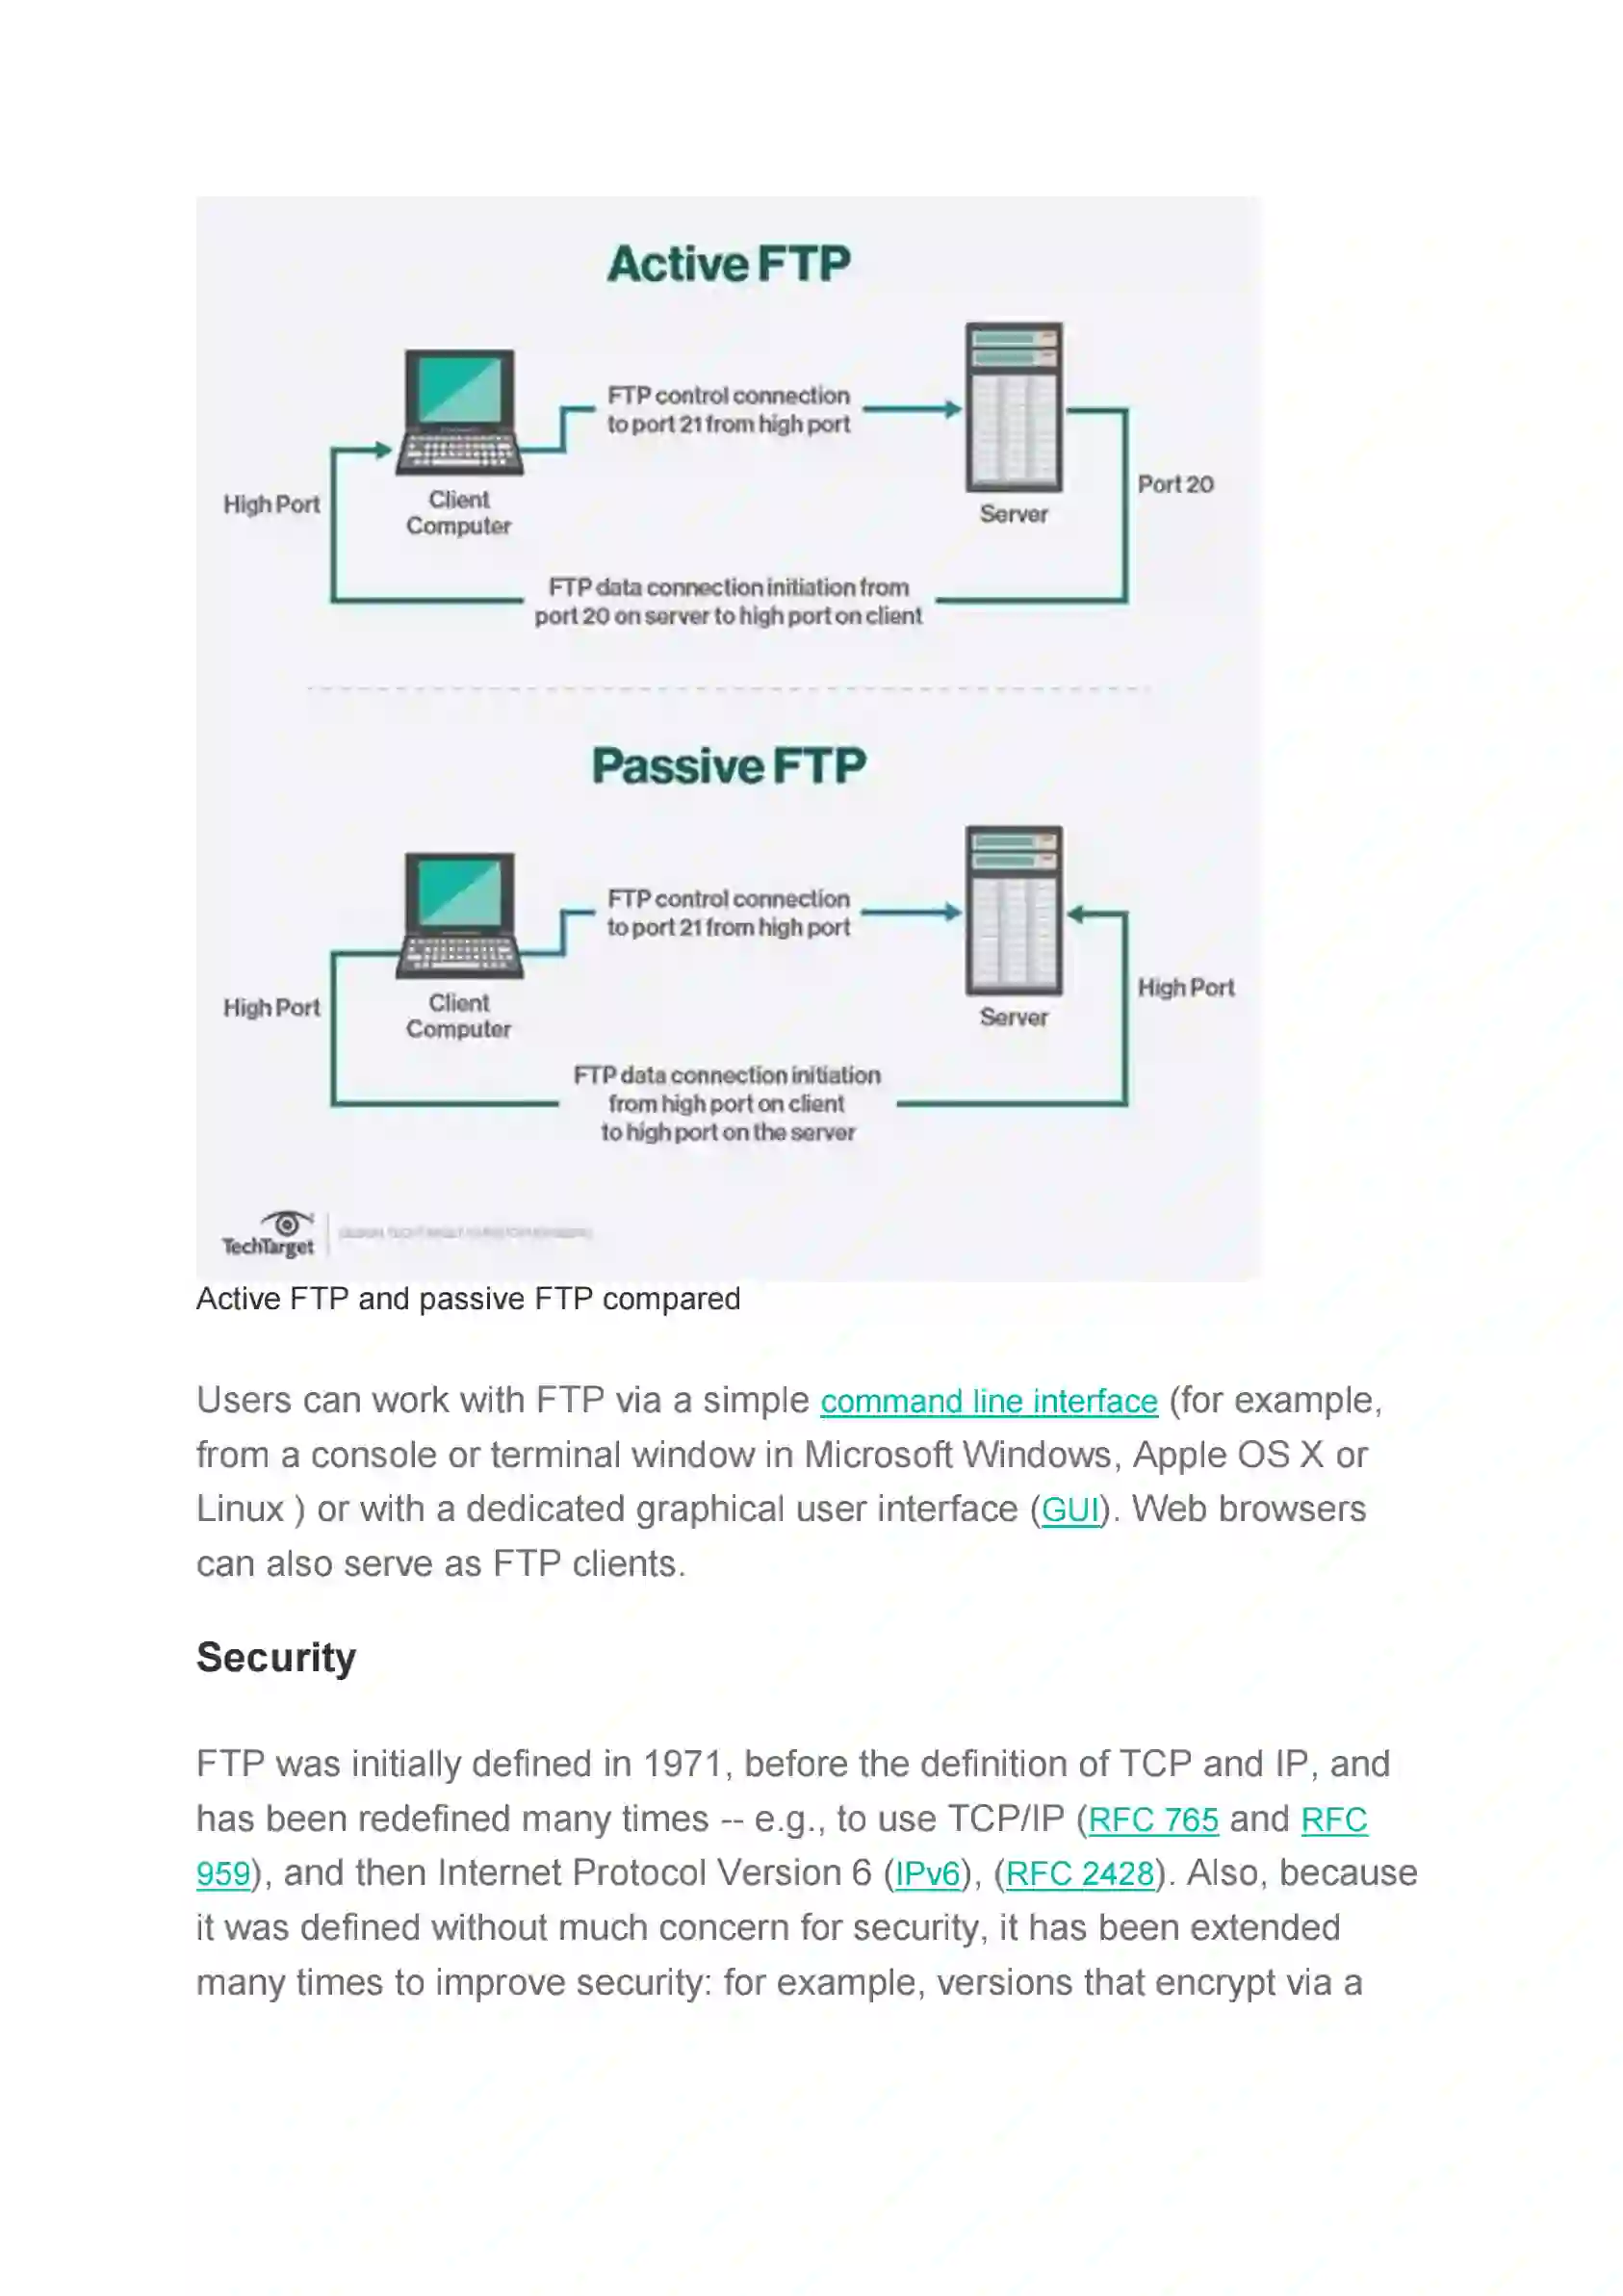 Active FTP
FTP control connection
to port 21 from high port
High Port
Client
Computer
Server
Port 20
FTP data connection initiation from
port 20 on server to high port on client
Passive FTP
FTP control connection
to port 21 from high port
High Port
Client
Computer
Server
High Port
FTP data connection initiation
from high port on client
to high port on the server
TechTarget
Active FTP and passive FTP compared
Users can work with FTP via a simple command line interface (for example,
from a console or terminal window in Microsoft Windows, Apple OS X or
Linux ) or with a dedicated graphical user interface (GUI). Web browsers
can also serve as FTP clients.
Security
FTP was initially defined in 1971, before the definition of TCP and IP, and
has been redefined many times -- e.g., to use TCP/IP (RFC 765 and RFC
959), and then Internet Protocol Version 6 (IPv6), (RFC 2428). Also, because
it was defined without much concern for security, it has been extended
many times to improve security: for example, versions that encrypt via a